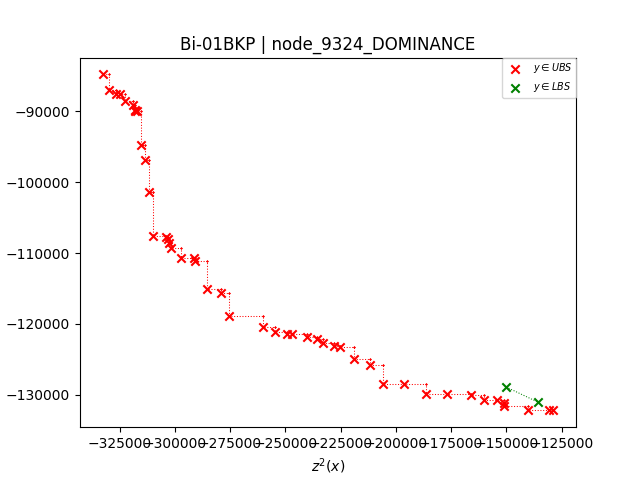 Bi-01BKP | node_9324_DOMINANCE
y ∈ UBS
y ∈ LBS
−90000
−100000
−110000
−120000
−130000
−325000 −300000 −275000 −250000 −225000 −200000 −175000 −150000 −125000
z²(x)